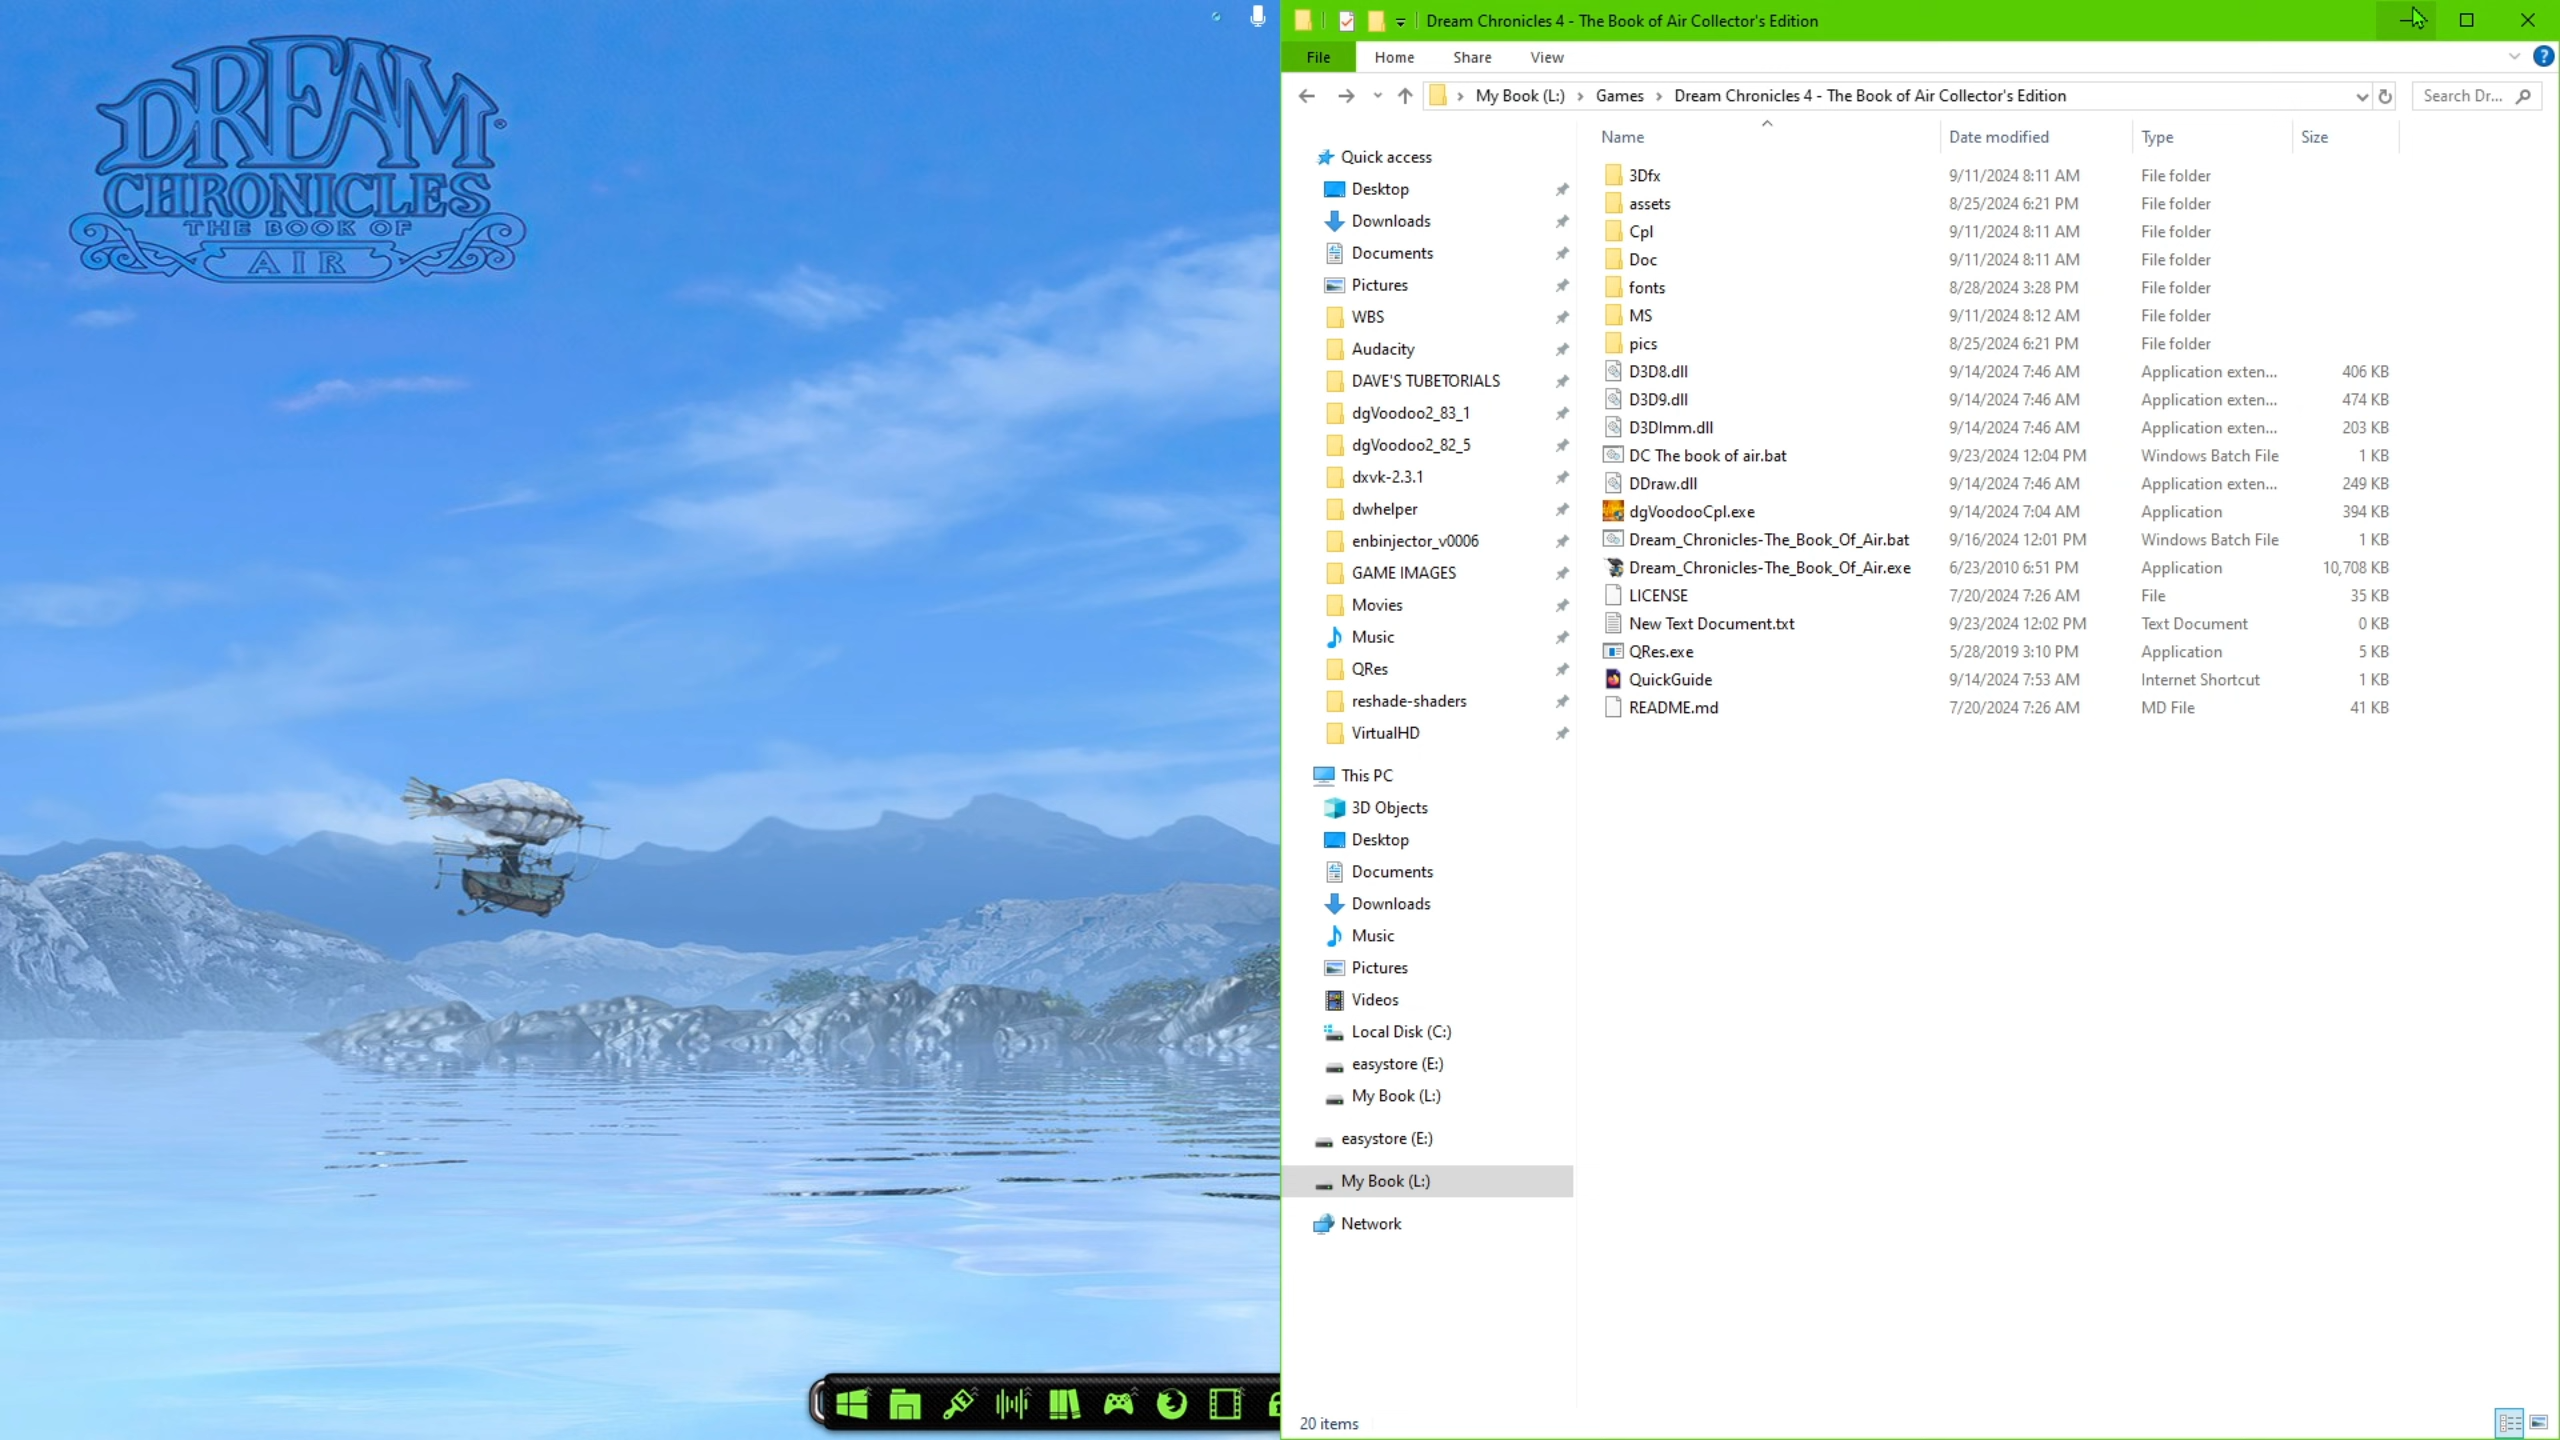 DREAM
CHRONICLES
THE BOOK OF
AIR
Dream Chronicles 4 - The Book of Air Collector's Edition
File Home Share View
My Book (L:) Games Dream Chronicles 4 - The Book of Air Collector's Edition Search Dr...
Quick access
Desktop
Downloads
Documents
Pictures
WBS
Audacity
DAVE'S TUBETORIALS
dgVoodoo2_83_1
dgVoodoo2_82_5
dxvk-2.3.1
dwhelper
enbinjector_v0006
GAME IMAGES
Movies
Music
QRes
reshade-shaders
VirtualHD
This PC
3D Objects
Desktop
Documents
Downloads
Music
Pictures
Videos
Local Disk (C:)
easystore (E:)
My Book (L:)
easystore (E:)
My Book (L:)
Network
Name Date modified Type Size
3Dfx 9/11/2024 8:11 AM File folder
assets 8/25/2024 6:21 PM File folder
Cpl 9/11/2024 8:11 AM File folder
Doc 9/11/2024 8:11 AM File folder
fonts 8/28/2024 3:28 PM File folder
MS 9/11/2024 8:12 AM File folder
pics 8/25/2024 6:21 PM File folder
D3D8.dll 9/14/2024 7:46 AM Application exten... 406 KB
D3D9.dll 9/14/2024 7:46 AM Application exten... 474 KB
D3DImm.dll 9/14/2024 7:46 AM Application exten... 203 KB
DC The book of air.bat 9/23/2024 12:04 PM Windows Batch File 1 KB
DDraw.dll 9/14/2024 7:46 AM Application exten... 249 KB
dgVoodooCpl.exe 9/14/2024 7:04 AM Application 394 KB
Dream_Chronicles-The_Book_Of_Air.bat 9/16/2024 12:01 PM Windows Batch File 1 KB
Dream_Chronicles-The_Book_Of_Air.exe 6/23/2010 6:51 PM Application 10,708 KB
LICENSE 7/20/2024 7:26 AM File 35 KB
New Text Document.txt 9/23/2024 12:02 PM Text Document 0 KB
QRes.exe 5/28/2019 3:10 PM Application 5 KB
QuickGuide 9/14/2024 7:53 AM Internet Shortcut 1 KB
README.md 7/20/2024 7:26 AM MD File 41 KB
20 items